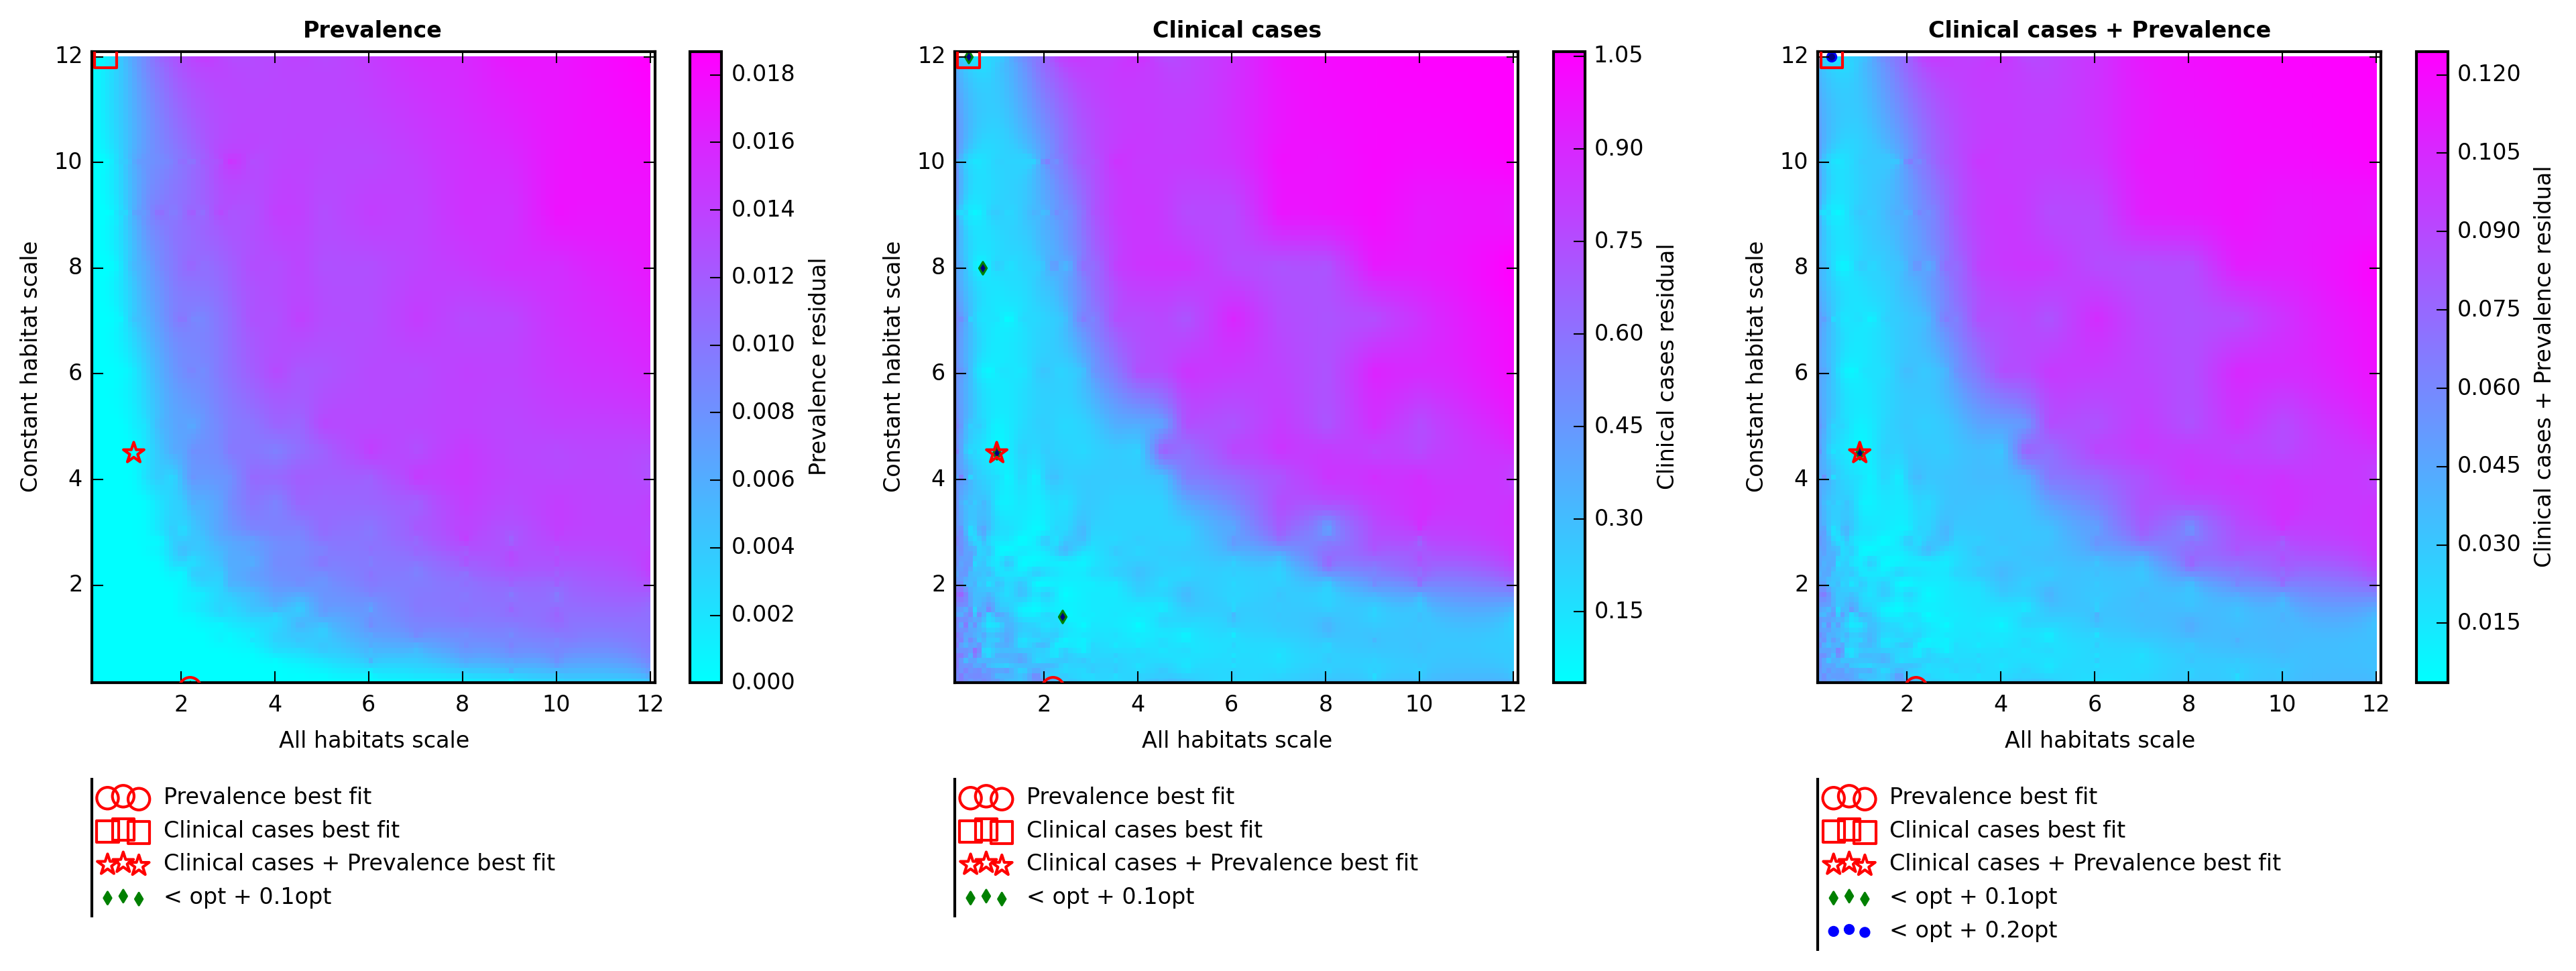 Prevalence
12
10
8
6
4
2
Constant habitat scale
2 4 6 8 10 12
All habitats scale
0.018
0.016
0.014
0.012
0.010
0.008
0.006
0.004
0.002
0.000
Prevalence residual
Prevalence best fit
Clinical cases best fit
Clinical cases + Prevalence best fit
< opt + 0.1opt
Clinical cases
12
10
8
6
4
2
Constant habitat scale
2 4 6 8 10 12
All habitats scale
1.05
0.90
0.75
0.60
0.45
0.30
0.15
Clinical cases residual
Prevalence best fit
Clinical cases best fit
Clinical cases + Prevalence best fit
< opt + 0.1opt
Clinical cases + Prevalence
12
10
8
6
4
2
Constant habitat scale
2 4 6 8 10 12
All habitats scale
0.120
0.105
0.090
0.075
0.060
0.045
0.030
0.015
Clinical cases + Prevalence residual
Prevalence best fit
Clinical cases best fit
Clinical cases + Prevalence best fit
< opt + 0.1opt
< opt + 0.2opt